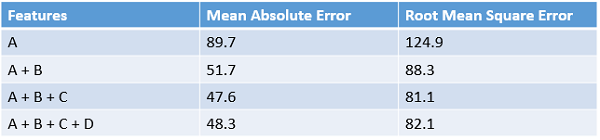 Features Mean Absolute Error Root Mean Square Error
A 89.7 124.9
A + B 51.7 88.3
A + B + C 47.6 81.1
A + B + C + D 48.3 82.1